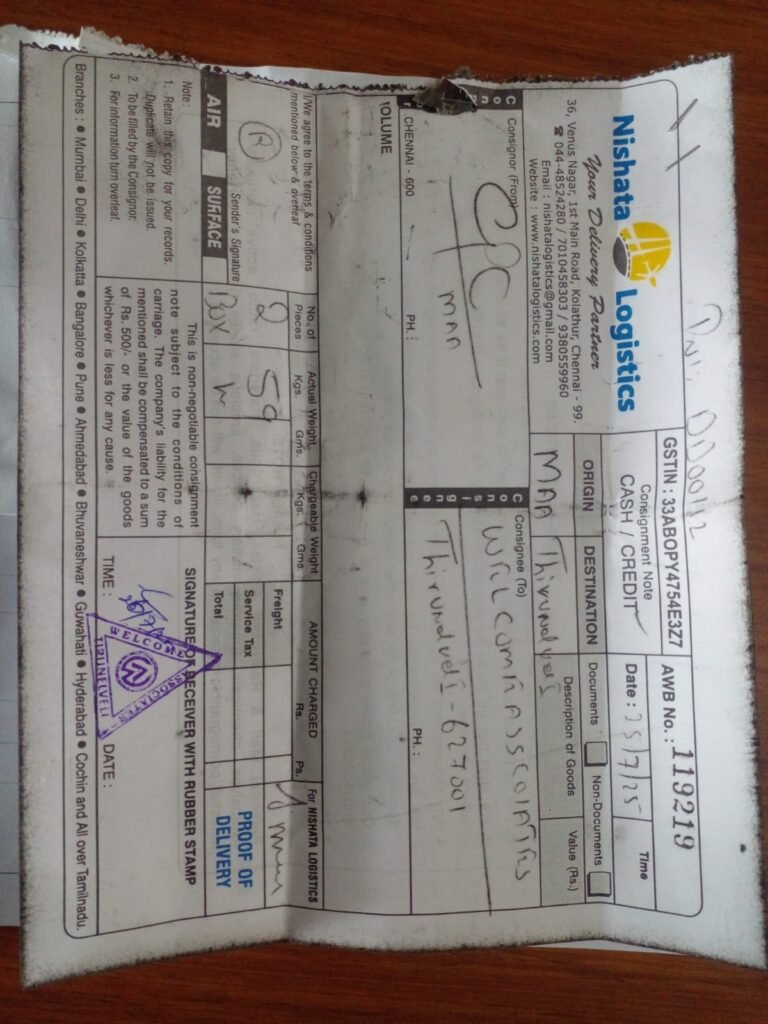 Nishata Logistics
Your Delivery Partner
36, Venus Nagar, 1st Main Road, Kolathur, Chennai - 99.
☎ 044-48524280 / 7010458303 / 9380559960
Email : nishatalogistics@gmail.com
Website : www.nishatalogistics.com
GSTIN : 33ABOPY4754E3Z7
AWB No. : 119219
Consignment Note
CASH / CREDIT
Date : 25/7/25
Time
ORIGIN
DESTINATION
Documents
Non-Documents
Description of Goods
Value (Rs.)
MAA
Consignor (From)
CPC
MAA
CHENNAI - 600
PH. :
Consignee
Consignee (To)
WELCOME ASSCOIATES
Thirunelveli - 627001
PH. :
VOLUME
I/We agree to the terms & conditions
mentioned below & overleaf
Sender's Signature
No. of Pieces
Actual Weight
Kgs. Gms.
Chargeable Weight
Kgs. Gms.
AMOUNT CHARGED
Rs. Ps.
For NISHATA LOGISTICS
2
59
Box
Freight
Service Tax
Total
PROOF OF
DELIVERY
AIR SURFACE
Note :
1. Retain this copy for your records.
Duplicate will not be issued.
2. To be filled by the Consignor.
3. For information turn overleaf.
This is non-negotiable consignment
note subject to the conditions of
carriage. The company's liability for the
mentioned shall be compensated to a sum
of Rs. 500/- or the value of the goods
whichever is less for any cause.
SIGNATURE OF RECEIVER WITH RUBBER STAMP
TIME :
DATE :
WELCOME
ASSOCIATES
TIRUNELVELI
Branches : ● Mumbai ● Delhi ● Kolkatta ● Bangalore ● Pune ● Ahmedabad ● Bhuvaneshwar ● Guwahati ● Hyderabad ● Cochin and All over Tamilnadu.